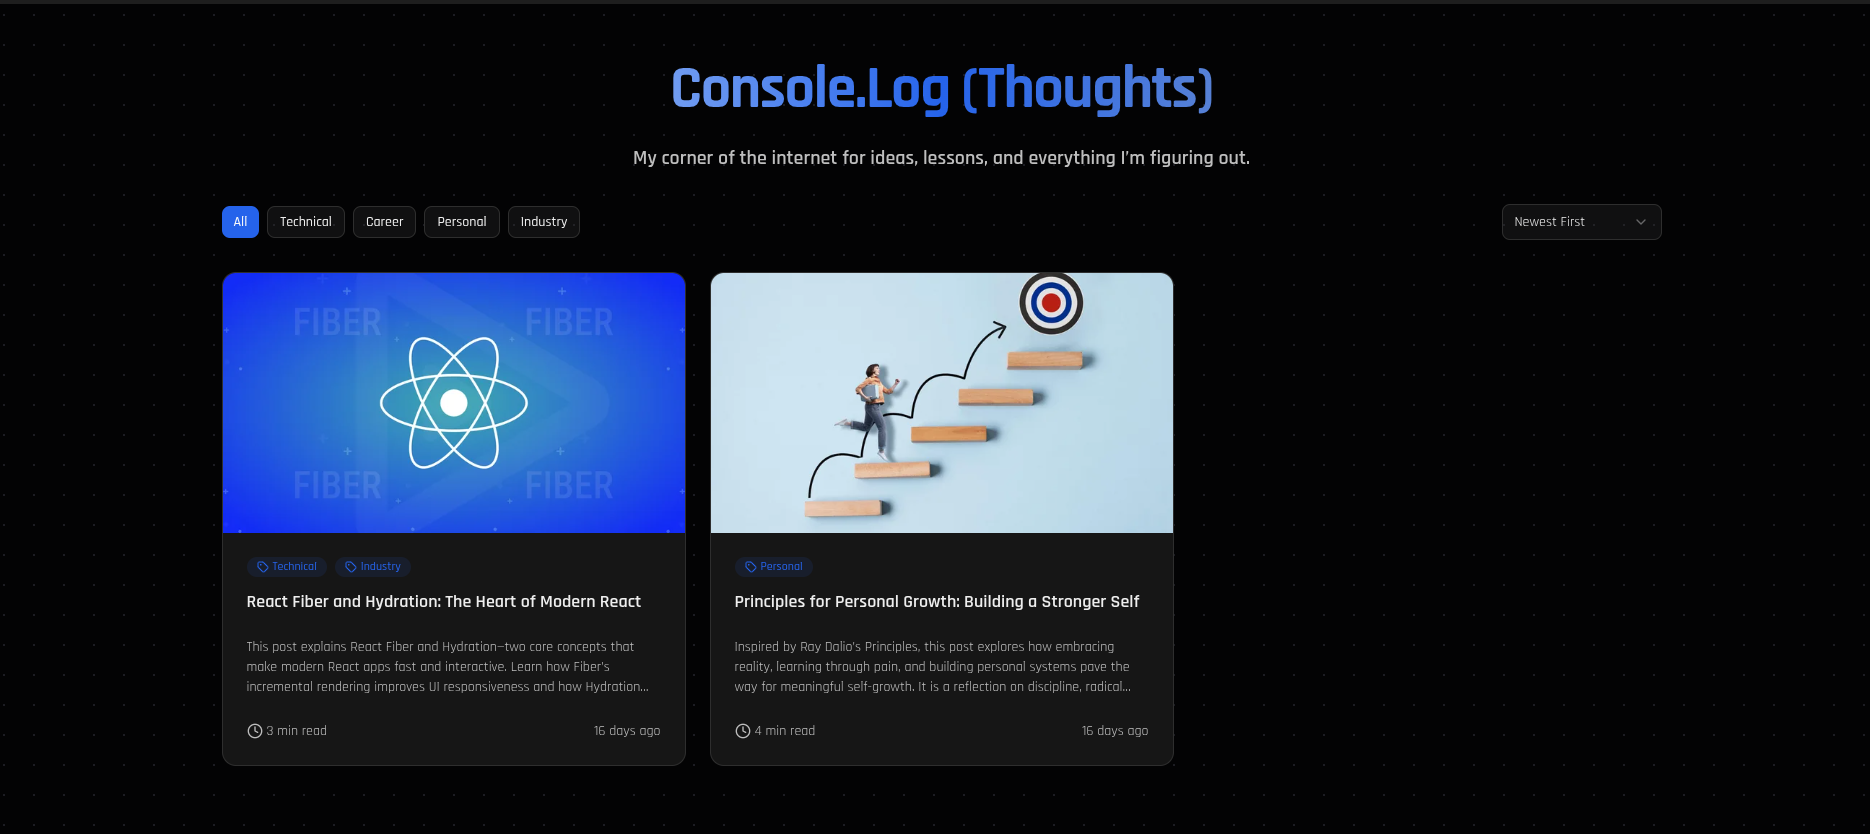 Console.Log (Thoughts)
My corner of the internet for ideas, lessons, and everything I'm figuring out.
All
Technical
Career
Personal
Industry
Newest First
FIBER
FIBER
FIBER
FIBER
Technical
Industry
React Fiber and Hydration: The Heart of Modern React
This post explains React Fiber and Hydration—two core concepts that
make modern React apps fast and interactive. Learn how Fiber's
incremental rendering improves UI responsiveness and how Hydration...
3 min read
16 days ago
Personal
Principles for Personal Growth: Building a Stronger Self
Inspired by Ray Dalio's Principles, this post explores how embracing
reality, learning through pain, and building personal systems pave the
way for meaningful self-growth. It is a reflection on discipline, radical...
4 min read
16 days ago